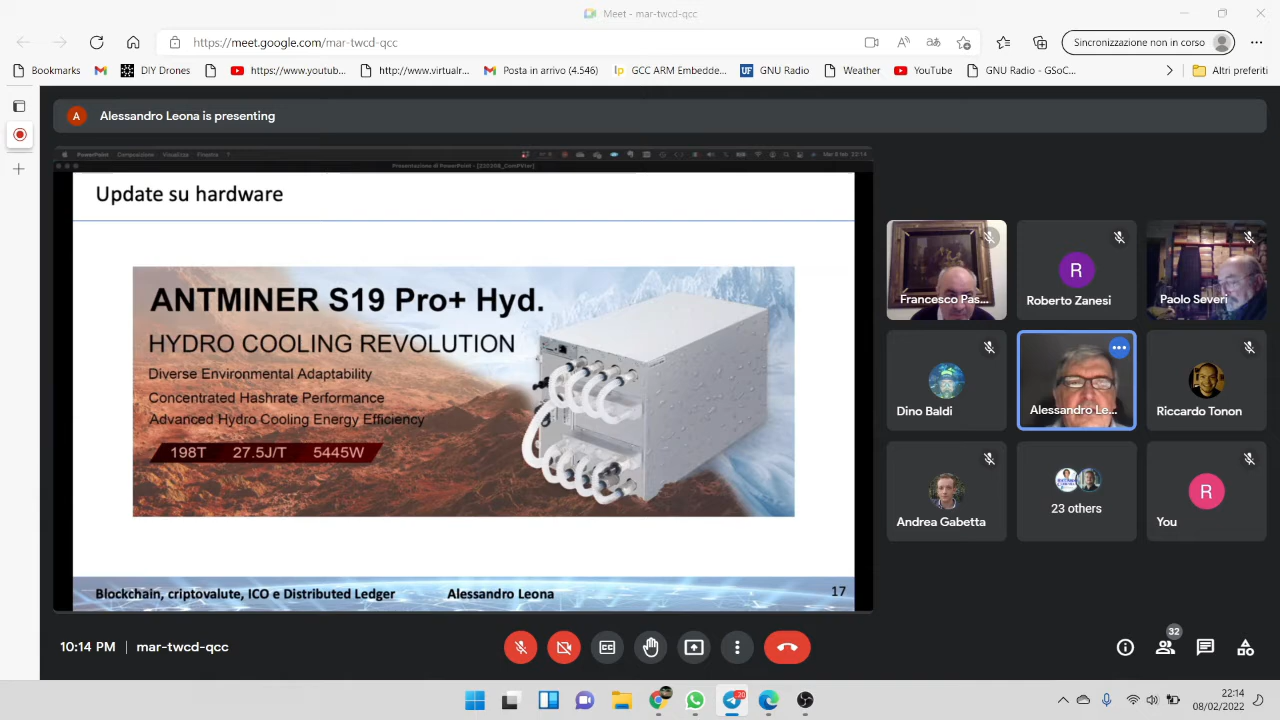 Meet - mar-twcd-qcc
https://meet.google.com/mar-twcd-qcc
Sincronizzazione non in corso
Bookmarks
DIY Drones
https://www.youtub...
http://www.virtualr
Posta in arrivo (4.546)
GCC ARM Embedde...
GNU Radio
Weather
YouTube
GNU Radio - GSoC...
Altri preferiti
A
Alessandro Leona is presenting
PowerPoint Composizione Visualizza Finestra ?
Update su hardware
ANTMINER S19 Pro+ Hyd.
HYDRO COOLING REVOLUTION
Diverse Environmental Adaptability
Concentrated Hashrate Performance
Advanced Hydro Cooling Energy Efficiency
198T 27.5J/T 5445W
Blockchain, criptovalute, ICO e Distributed Ledger
Alessandro Leona
17
Francesco Pas...
R
Roberto Zanesi
Paolo Severi
Dino Baldi
Alessandro Le...
Riccardo Tonon
Andrea Gabetta
23 others
R
You
10:14 PM
mar-twcd-qcc
32
20
22:14
08/02/2022